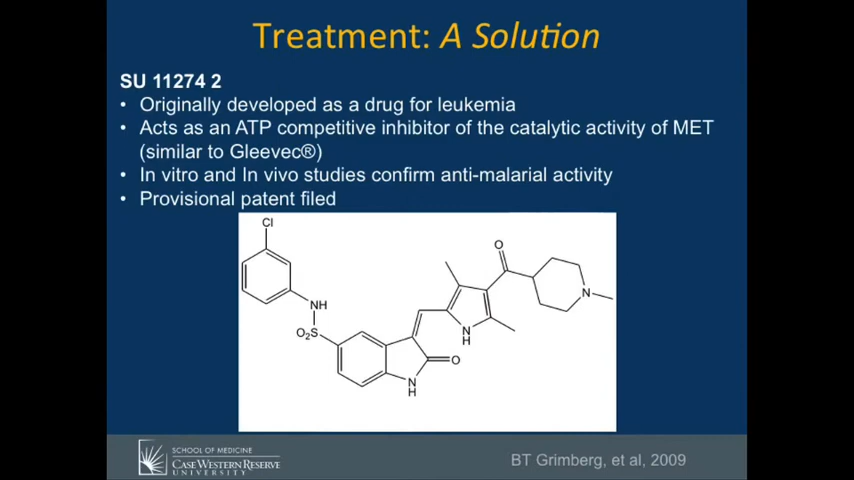 Treatment: A Solution
SU 11274 2
• Originally developed as a drug for leukemia
• Acts as an ATP competitive inhibitor of the catalytic activity of MET
(similar to Gleevec®)
• In vitro and In vivo studies confirm anti-malarial activity
• Provisional patent filed
Cl
O
N
NH
O₂S
N
H
O
N
H
SCHOOL OF MEDICINE
CASE WESTERN RESERVE
UNIVERSITY
BT Grimberg, et al, 2009